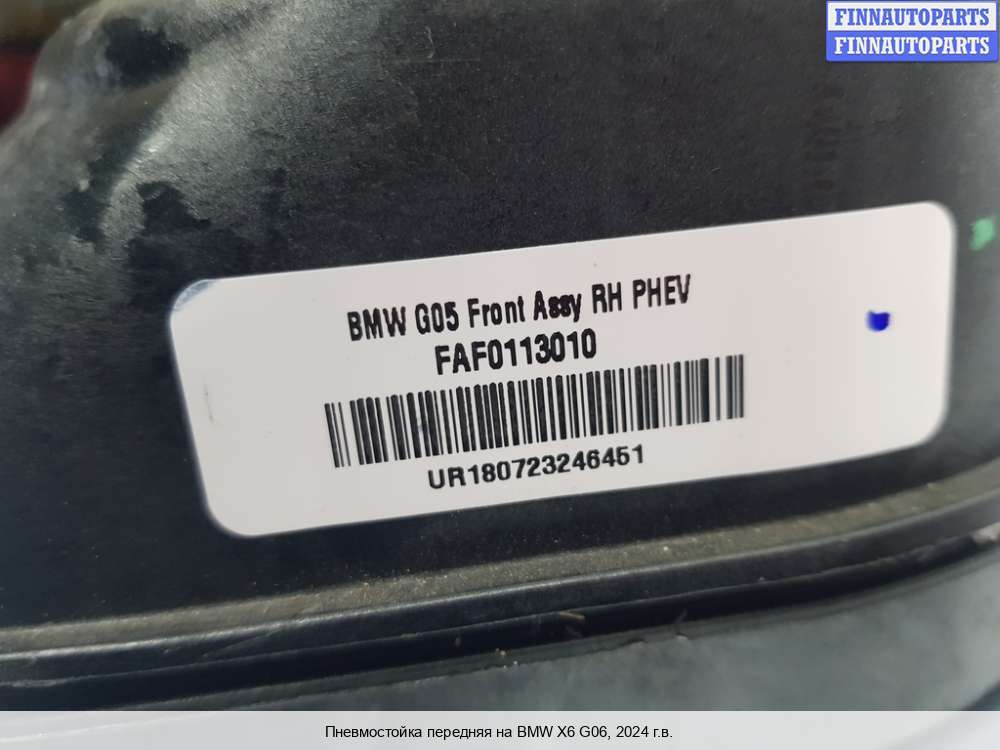 FINNAUTOPARTS
FINNAUTOPARTS
BMW G05 Front Assy RH PHEV
FAF0113010
UR180723246451
Пневмостойка передняя на BMW X6 G06, 2024 г.в.